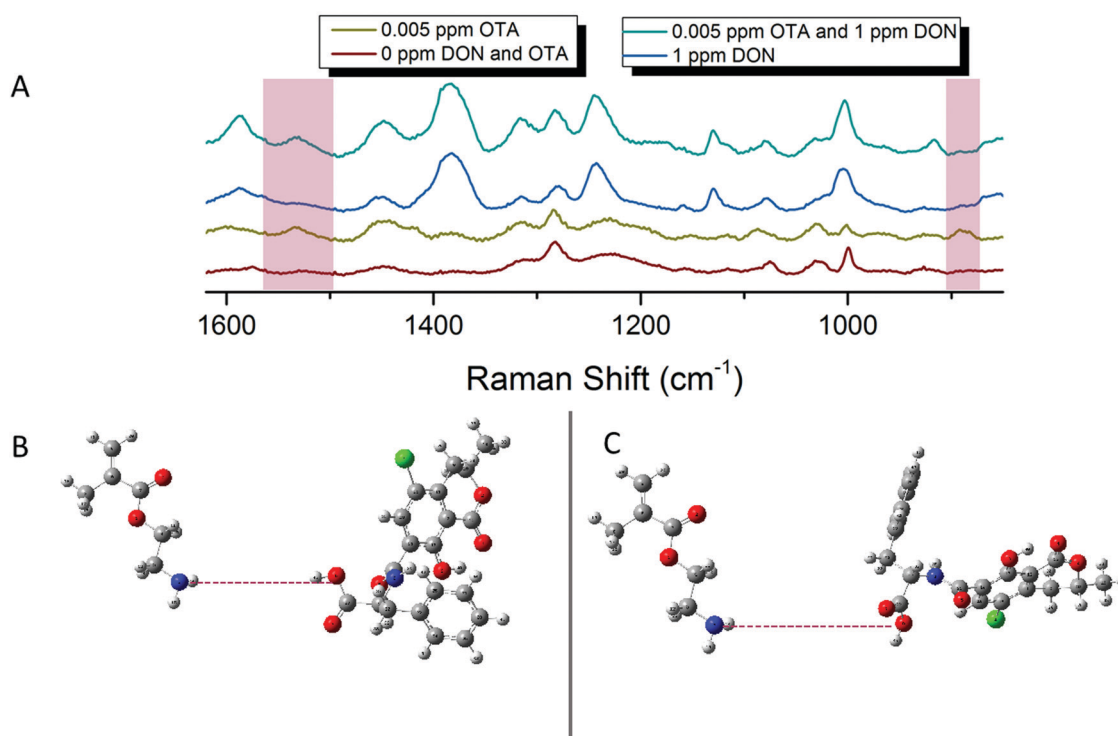 0.005 ppm OTA
0 ppm DON and OTA
0.005 ppm OTA and 1 ppm DON
1 ppm DON
A
1600 1400 1200 1000
Raman Shift (cm⁻¹)
B
C